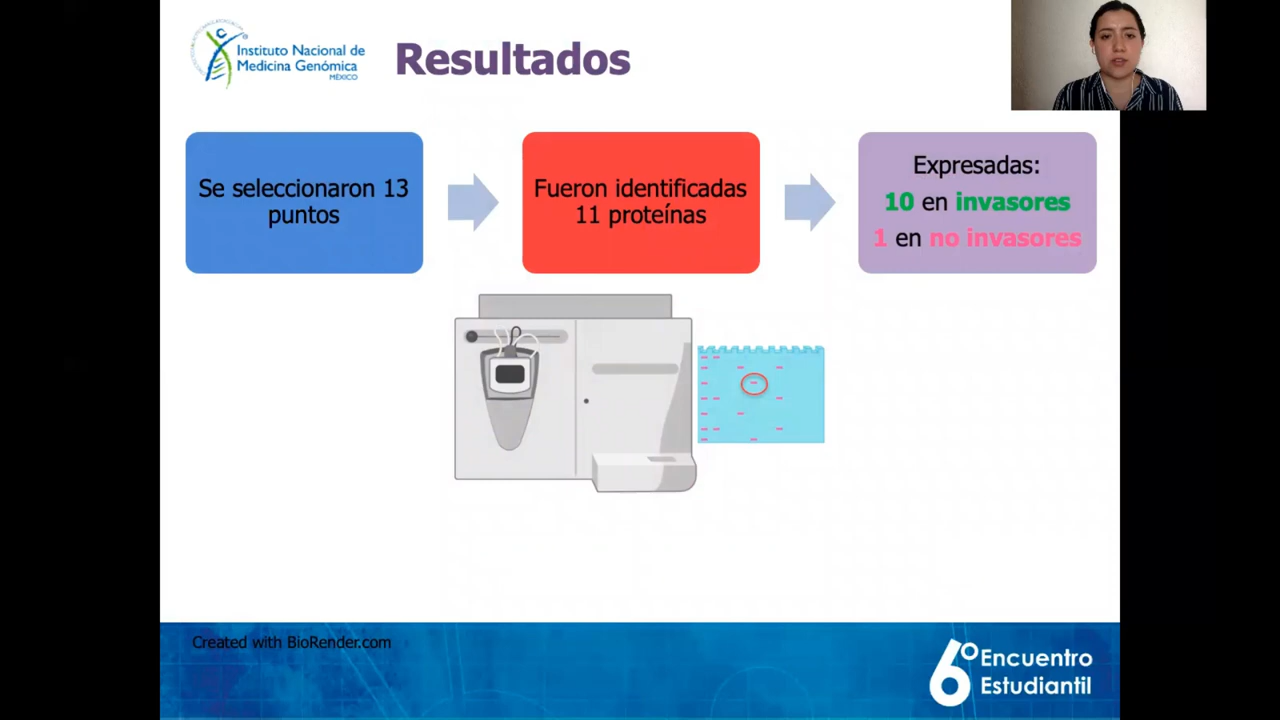 Instituto Nacional de
Medicina Genómica
MÉXICO
Resultados
Se seleccionaron 13
puntos
Fueron identificadas
11 proteínas
Expresadas:
10 en invasores
1 en no invasores
Created with BioRender.com
6º Encuentro
Estudiantil